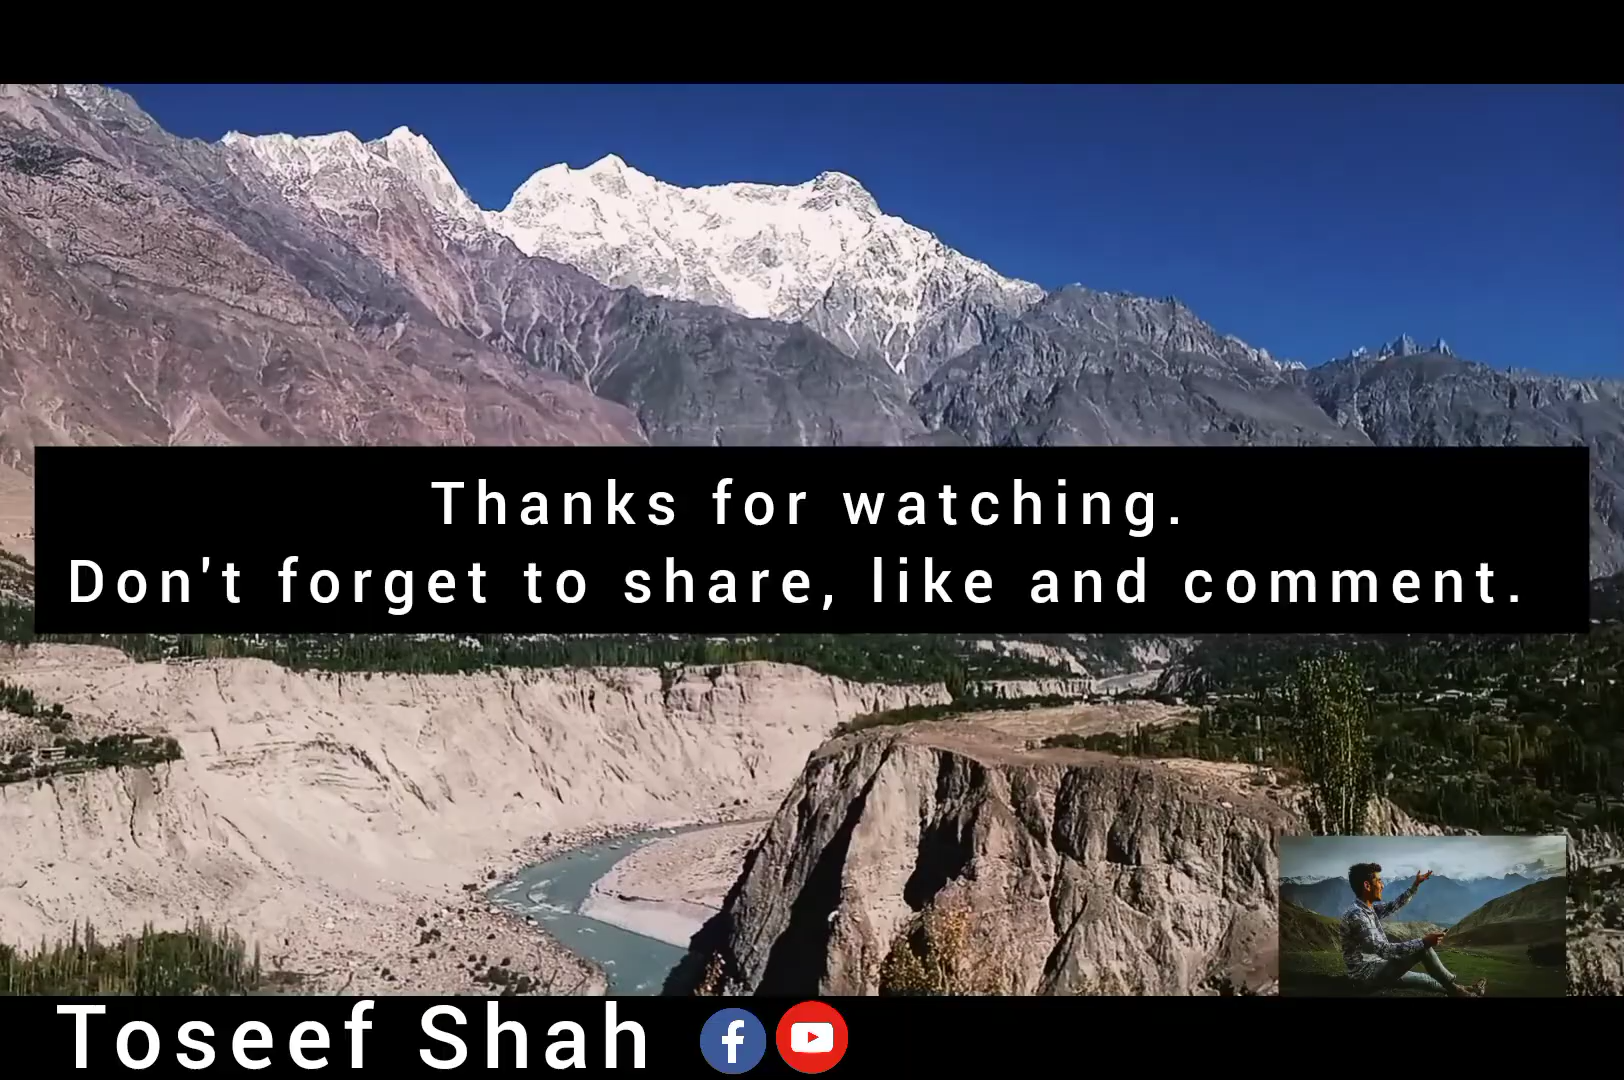 Thanks for watching.
Don't forget to share, like and comment.
Toseef Shah